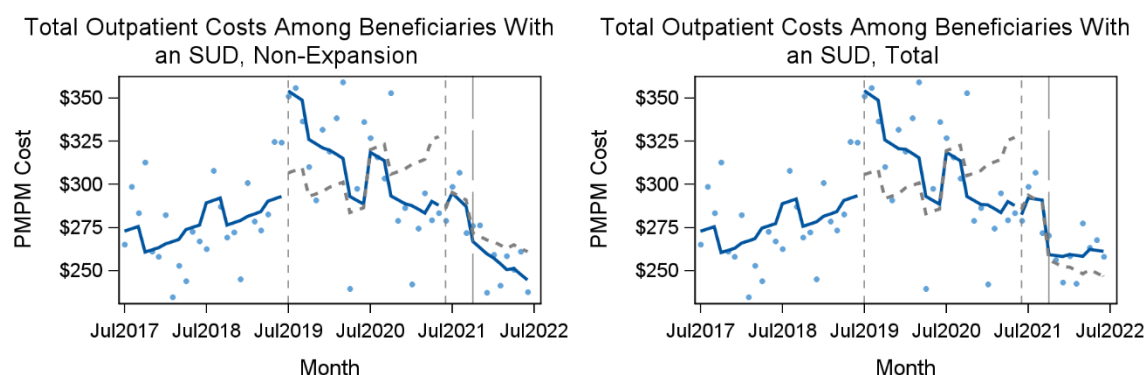 Total Outpatient Costs Among Beneficiaries With
an SUD, Non-Expansion
$350
$325
$300
$275
$250
PMPM Cost
Jul2017
Jul2018
Jul2019
Jul2020
Jul2021
Jul2022
Month
Total Outpatient Costs Among Beneficiaries With
an SUD, Total
$350
$325
$300
$275
$250
PMPM Cost
Jul2017
Jul2018
Jul2019
Jul2020
Jul2021
Jul2022
Month